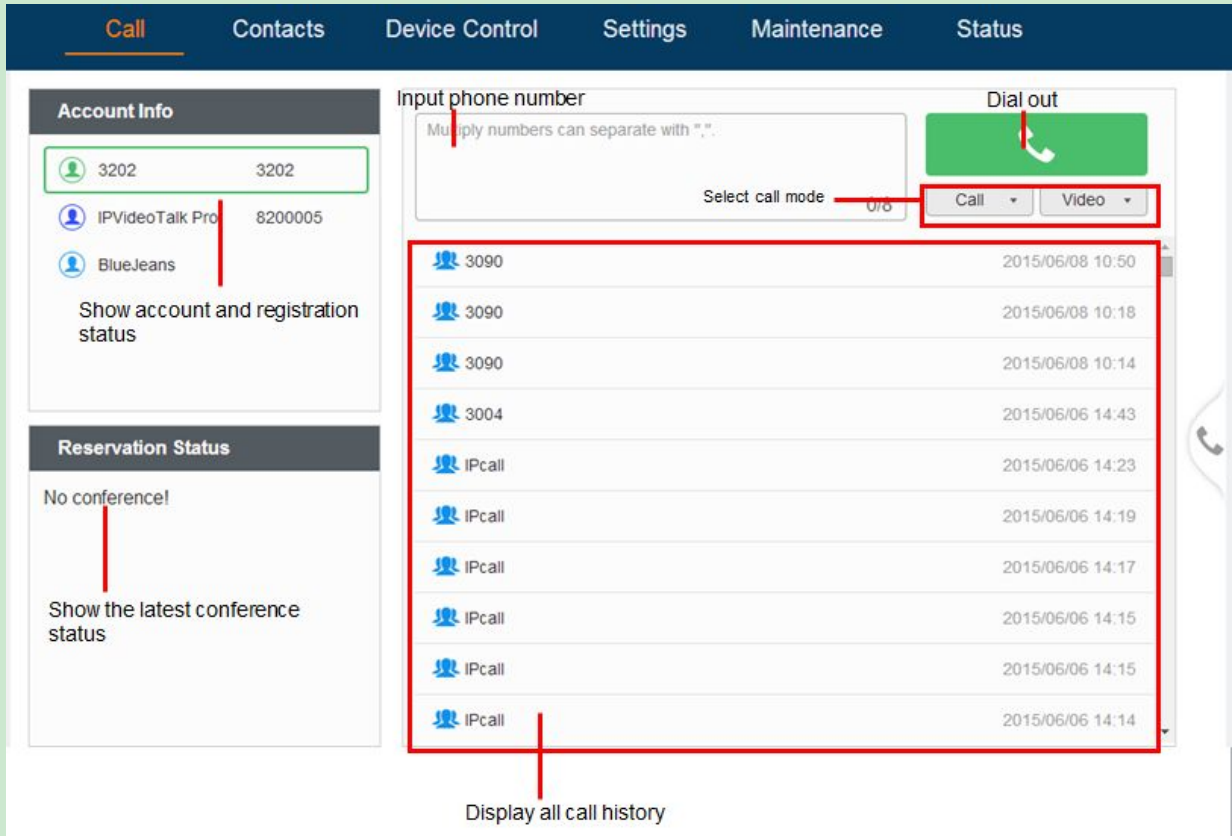 Call Contacts Device Control Settings Maintenance Status
Account Info
3202 3202
IPVideoTalk Pro 8200005
BlueJeans
Show account and registration
status
Reservation Status
No conference!
Show the latest conference
status
Input phone number
Multiply numbers can separate with ",".
0/8
Dial out
Select call mode
Call Video
3090 2015/06/08 10:50
3090 2015/06/08 10:18
3090 2015/06/08 10:14
3004 2015/06/06 14:43
IPcall 2015/06/06 14:23
IPcall 2015/06/06 14:19
IPcall 2015/06/06 14:17
IPcall 2015/06/06 14:15
IPcall 2015/06/06 14:15
IPcall 2015/06/06 14:14
Display all call history